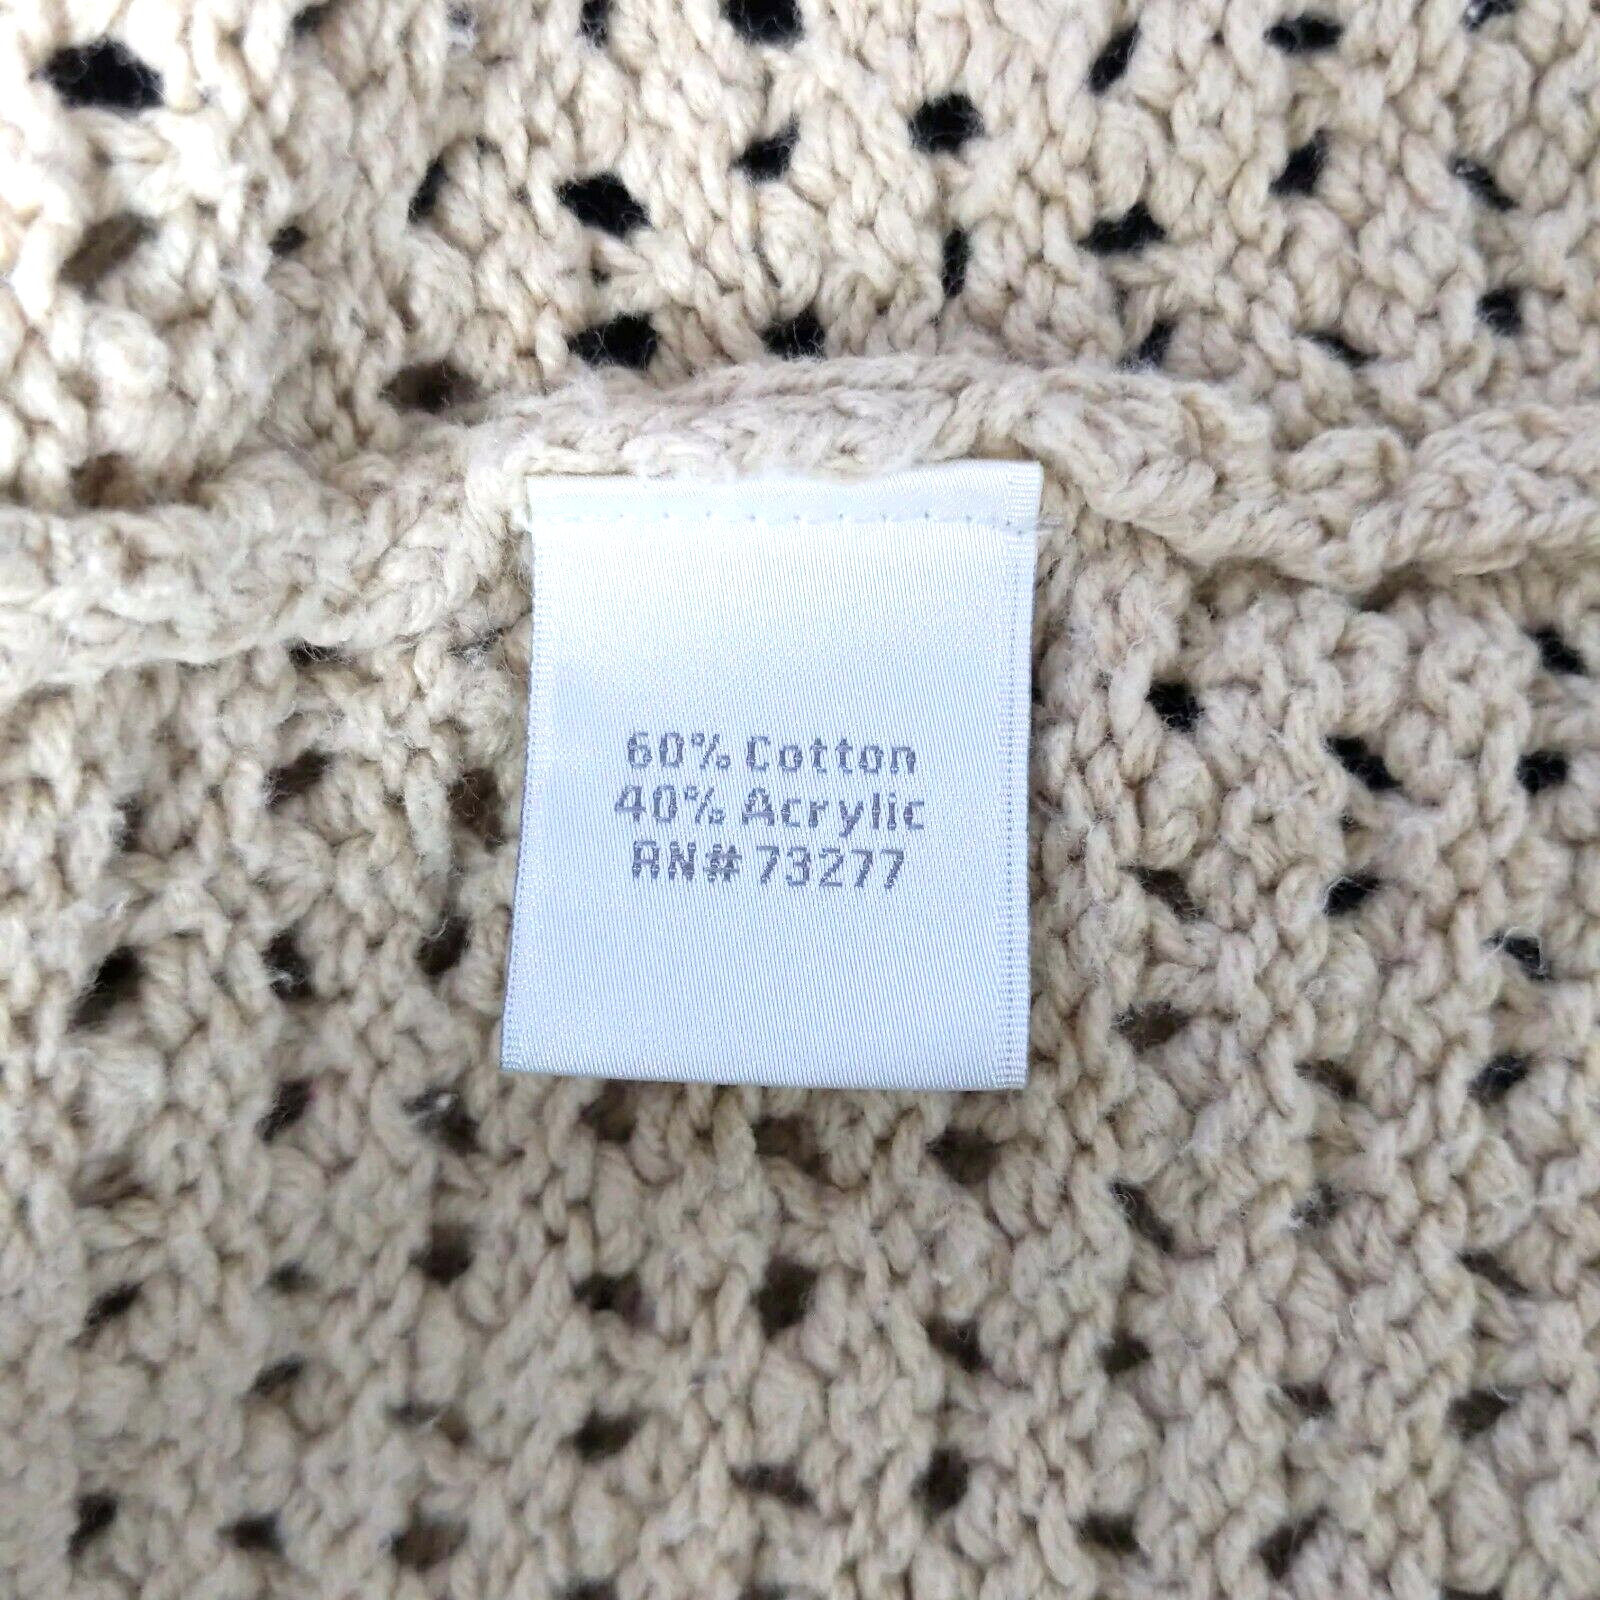 60% Cotton
40% Acrylic
RN# 73277